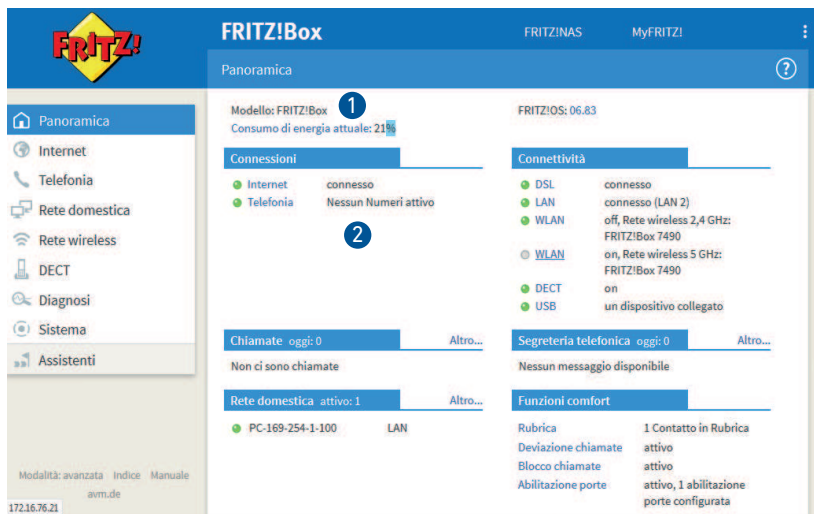 FRITZ!
FRITZ!Box
FRITZ!NAS MyFRITZ!
Panoramica
?
Panoramica
Internet
Telefonia
Rete domestica
Rete wireless
DECT
Diagnosi
Sistema
Assistenti
Modalità: avanzata Indice Manuale
avm.de
172.16.76.21
Modello: FRITZ!Box 1
Consumo di energia attuale: 21%
FRITZ!OS: 06.83
Connessioni
Internet connesso
Telefonia Nessun Numeri attivo
2
Connettività
DSL connesso
LAN connesso (LAN 2)
WLAN off, Rete wireless 2,4 GHz:
FRITZ!Box 7490
WLAN on, Rete wireless 5 GHz:
FRITZ!Box 7490
DECT on
USB un dispositivo collegato
Chiamate oggi: 0 Altro...
Non ci sono chiamate
Segreteria telefonica oggi: 0 Altro...
Nessun messaggio disponibile
Rete domestica attivo: 1 Altro...
PC-169-254-1-100 LAN
Funzioni comfort
Rubrica 1 Contatto in Rubrica
Deviazione chiamate attivo
Blocco chiamate attivo
Abilitazione porte attivo, 1 abilitazione
porte configurata